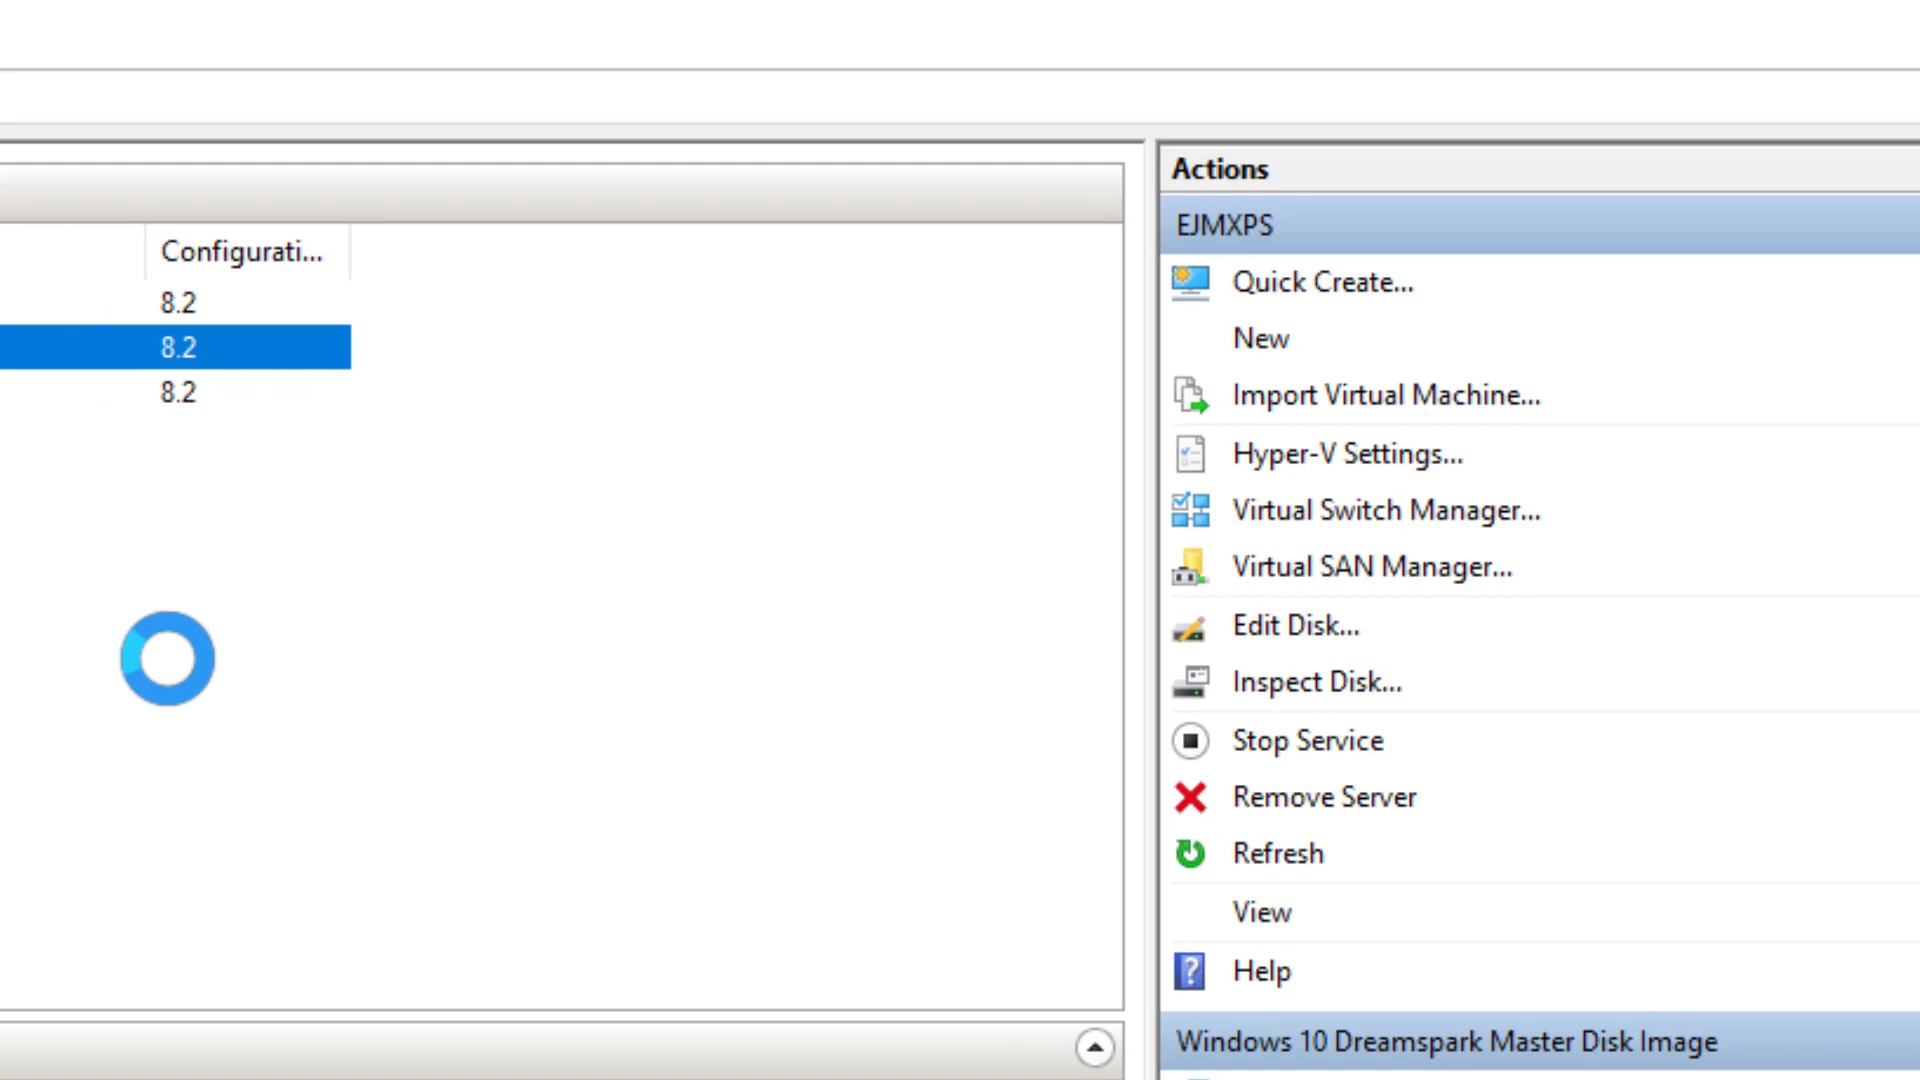 Configurati...
8.2
8.2
8.2
Actions
EJMXPS
Quick Create...
New
Import Virtual Machine...
Hyper-V Settings...
Virtual Switch Manager...
Virtual SAN Manager...
Edit Disk...
Inspect Disk...
Stop Service
Remove Server
Refresh
View
Help
Windows 10 Dreamspark Master Disk Image